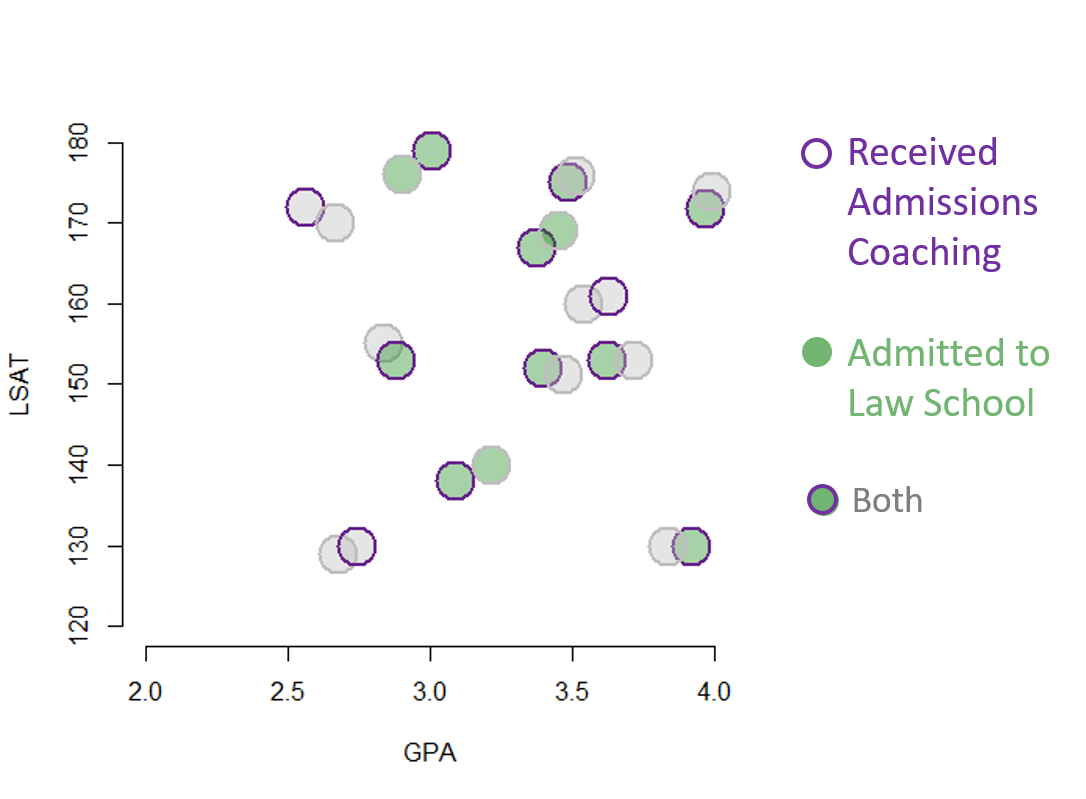 180
170
160
150
140
130
120
LSAT
2.0
2.5
3.0
3.5
4.0
GPA
Received
Admissions
Coaching
Admitted to
Law School
Both